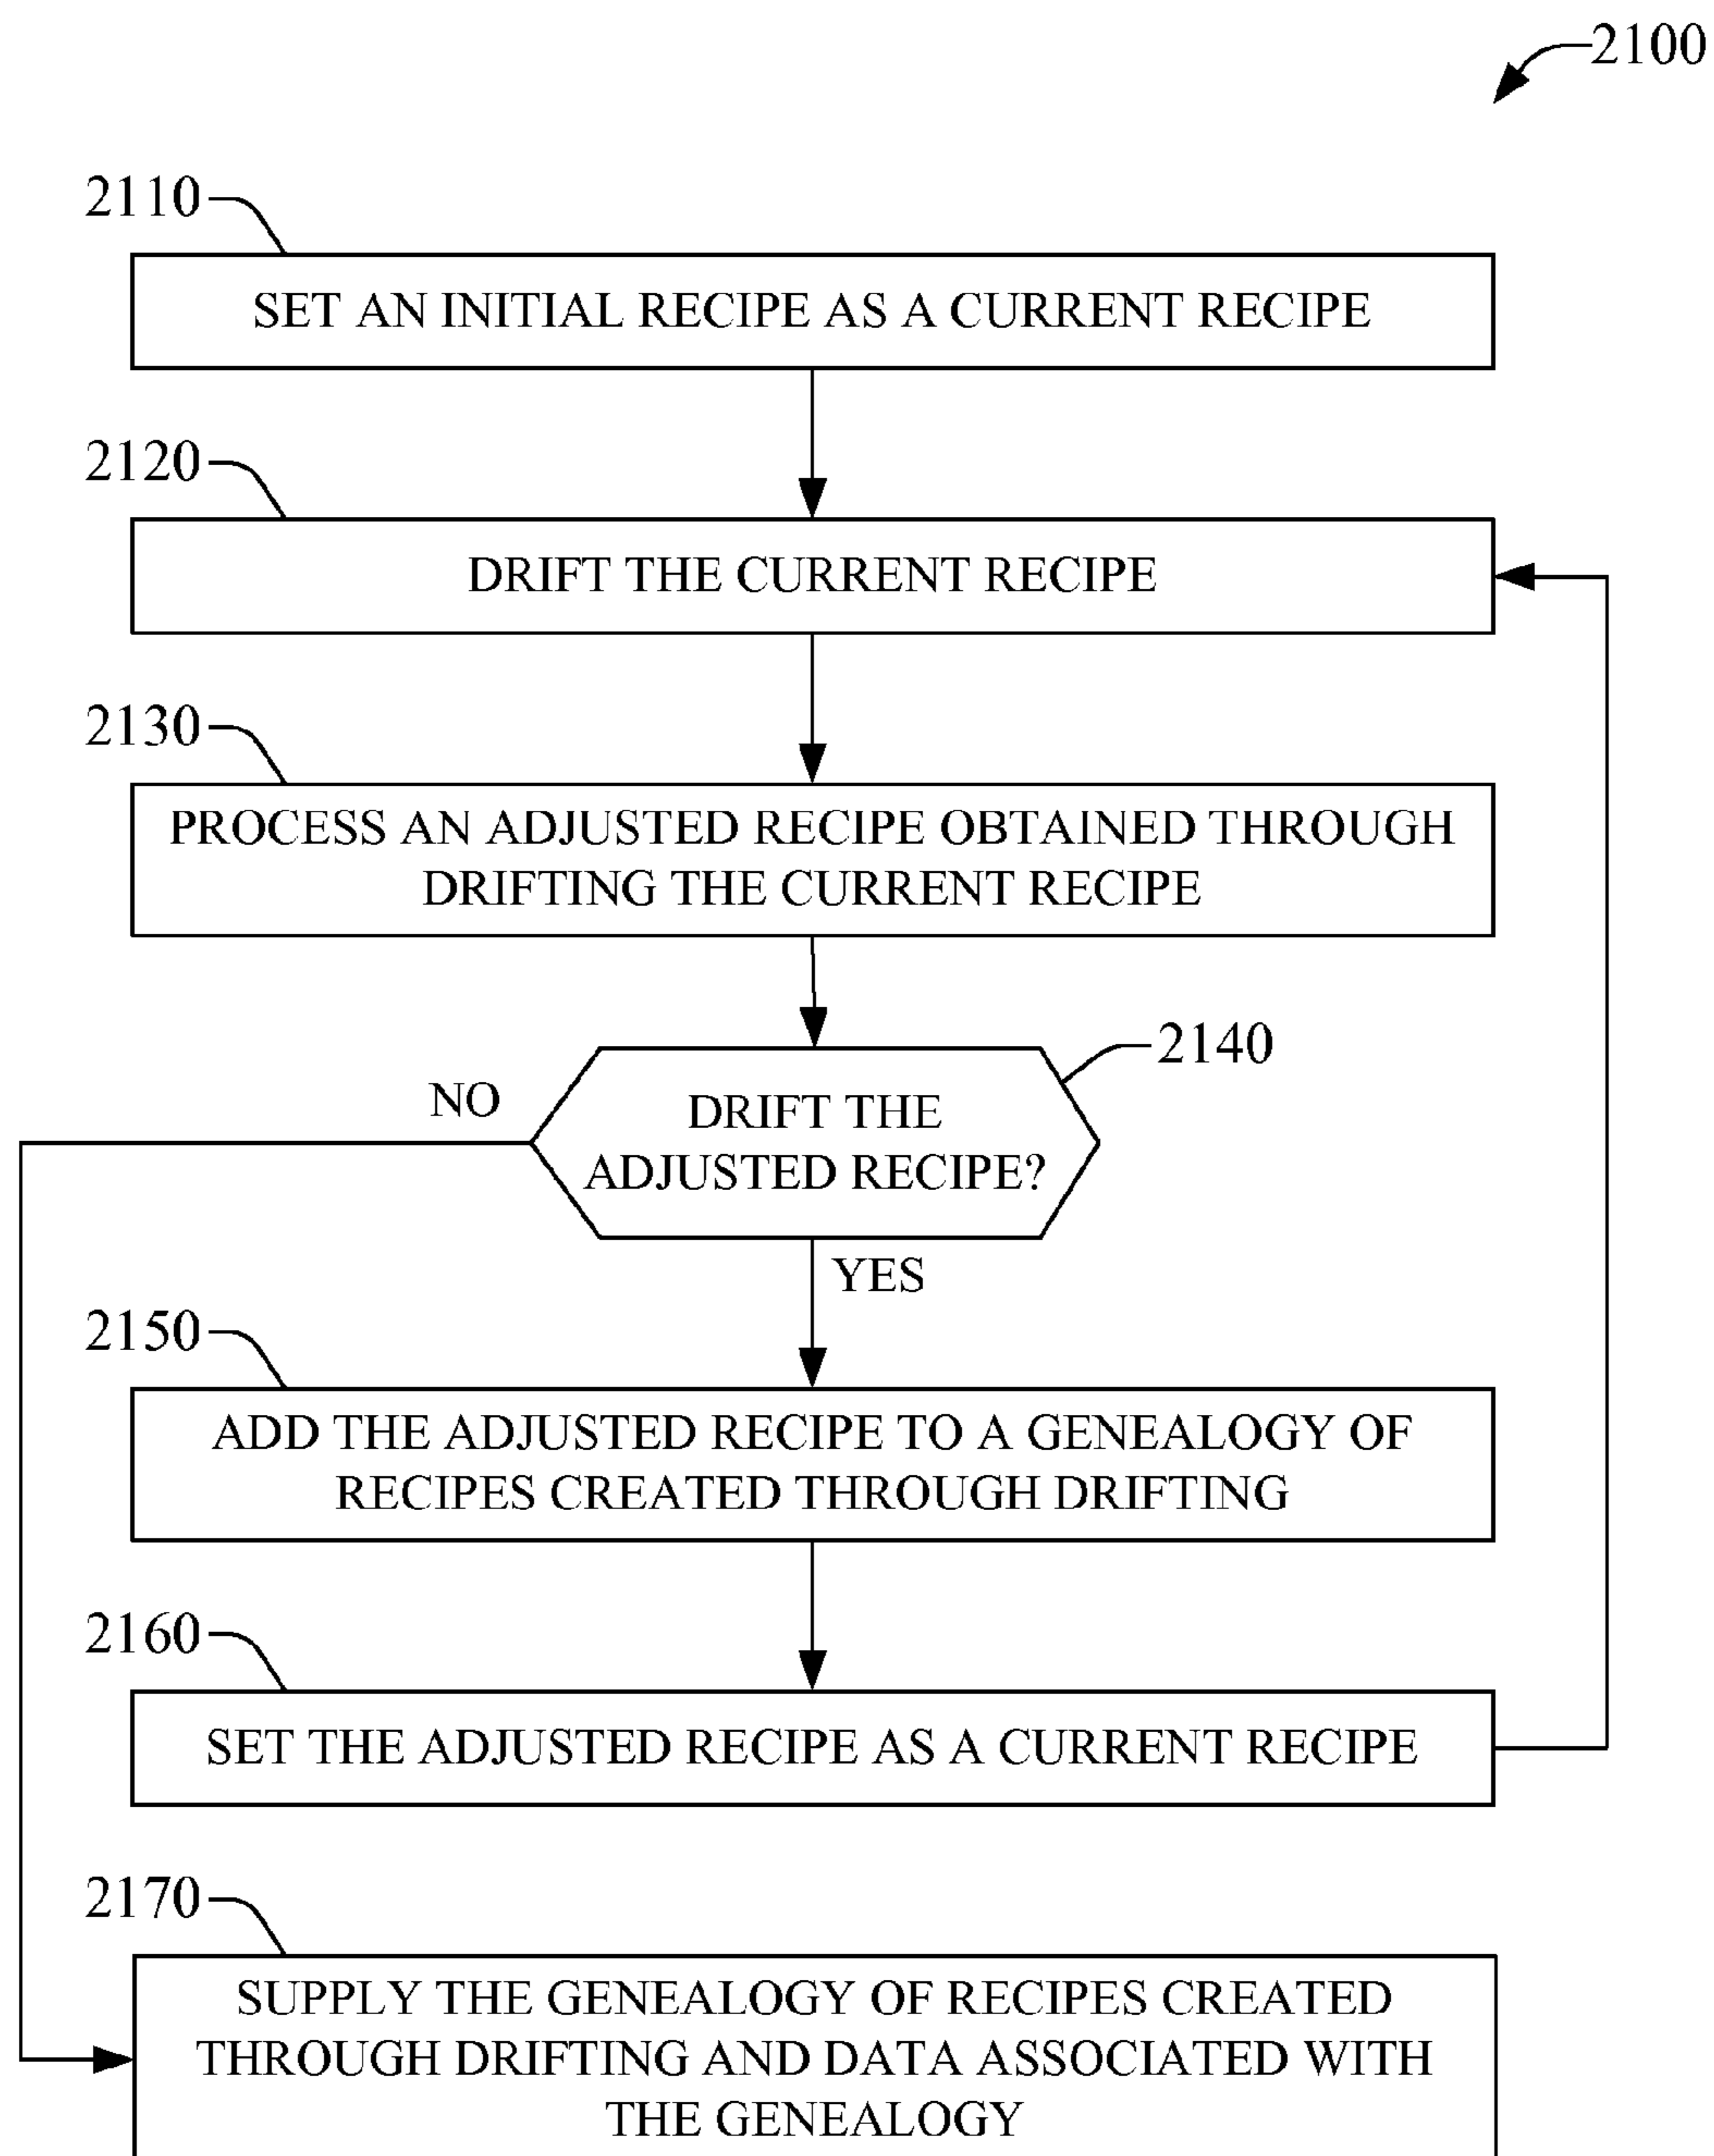 2100
2110
SET AN INITIAL RECIPE AS A CURRENT RECIPE
2120
DRIFT THE CURRENT RECIPE
2130
PROCESS AN ADJUSTED RECIPE OBTAINED THROUGH
DRIFTING THE CURRENT RECIPE
2140
NO
DRIFT THE
ADJUSTED RECIPE?
YES
2150
ADD THE ADJUSTED RECIPE TO A GENEALOGY OF
RECIPES CREATED THROUGH DRIFTING
2160
SET THE ADJUSTED RECIPE AS A CURRENT RECIPE
2170
SUPPLY THE GENEALOGY OF RECIPES CREATED
THROUGH DRIFTING AND DATA ASSOCIATED WITH
THE GENEALOGY